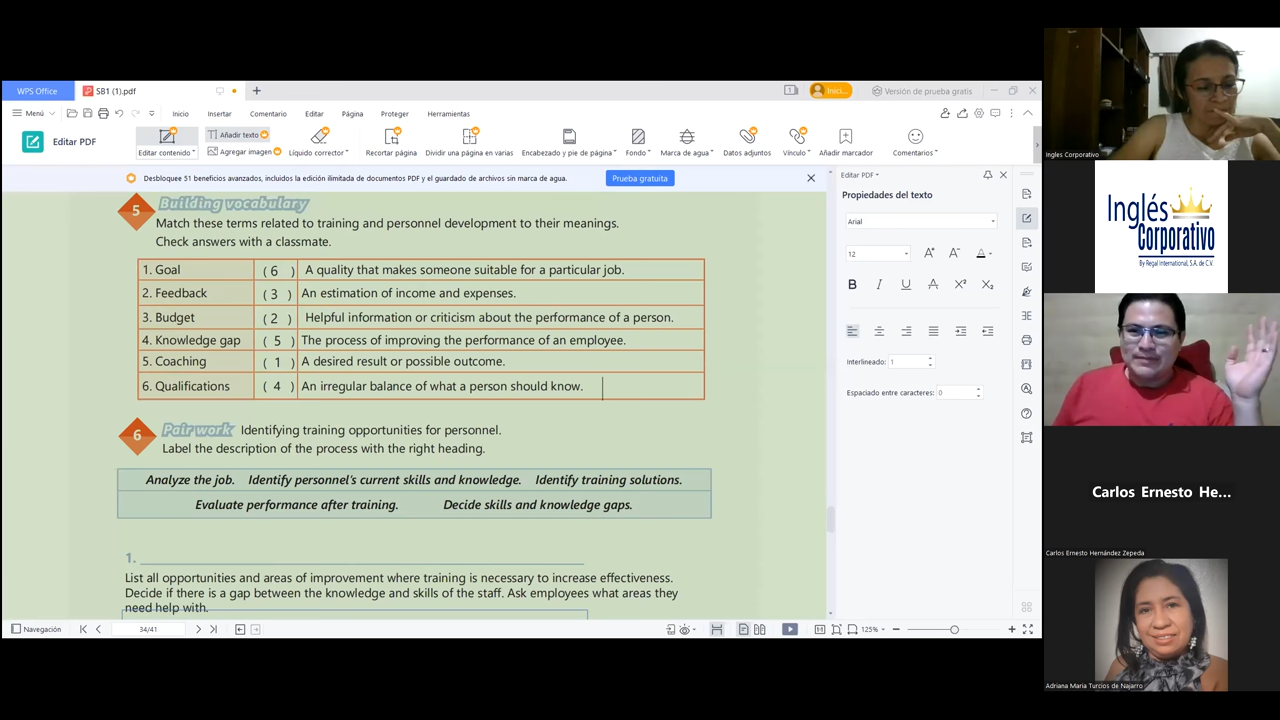 WPS Office
SB1 (1).pdf
Inici...
Versión de prueba gratis
Menú
Inicio
Insertar
Comentario
Editar
Página
Proteger
Herramientas
Editar PDF
Editar contenido
Añadir texto
Agregar imagen
Líquido corrector
Recortar página
Dividir una página en varias
Encabezado y pie de página
Fondo
Marca de agua
Datos adjuntos
Vínculo
Añadir marcador
Comentarios
Desbloquee 51 beneficios avanzados, incluidos la edición ilimitada de documentos PDF y el guardado de archivos sin marca de agua.
Prueba gratuita
5 Building vocabulary
Match these terms related to training and personnel development to their meanings.
Check answers with a classmate.
1. Goal ( 6 ) A quality that makes someone suitable for a particular job.
2. Feedback ( 3 ) An estimation of income and expenses.
3. Budget ( 2 ) Helpful information or criticism about the performance of a person.
4. Knowledge gap ( 5 ) The process of improving the performance of an employee.
5. Coaching ( 1 ) A desired result or possible outcome.
6. Qualifications ( 4 ) An irregular balance of what a person should know.
6 Pair work Identifying training opportunities for personnel.
Label the description of the process with the right heading.
Analyze the job. Identify personnel's current skills and knowledge. Identify training solutions.
Evaluate performance after training. Decide skills and knowledge gaps.
1.
List all opportunities and areas of improvement where training is necessary to increase effectiveness.
Decide if there is a gap between the knowledge and skills of the staff. Ask employees what areas they
need help with.
Editar PDF
Propiedades del texto
Arial
12
A+ A- A
B I U A X² X₂
Interlineado: 1
Espaciado entre caracteres: 0
Navegación
34/41
125%
Ingles Corporativo
Inglés
Corporativo
By Regal International, S.A. de C.V.
Carlos Ernesto He...
Carlos Ernesto Hernández Zepeda
Adriana María Turcios de Najarro